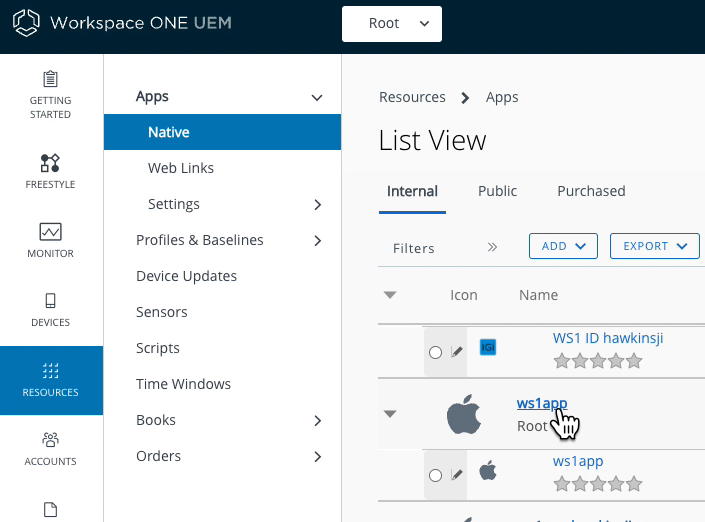 Workspace ONE UEM
Root
GETTING
STARTED
FREESTYLE
MONITOR
DEVICES
RESOURCES
ACCOUNTS
Apps
Native
Web Links
Settings
Profiles & Baselines
Device Updates
Sensors
Scripts
Time Windows
Books
Orders
Resources > Apps
List View
Internal Public Purchased
Filters » ADD EXPORT
Icon Name
IGI
WS1 ID hawkinsji
ws1app
Root
ws1app